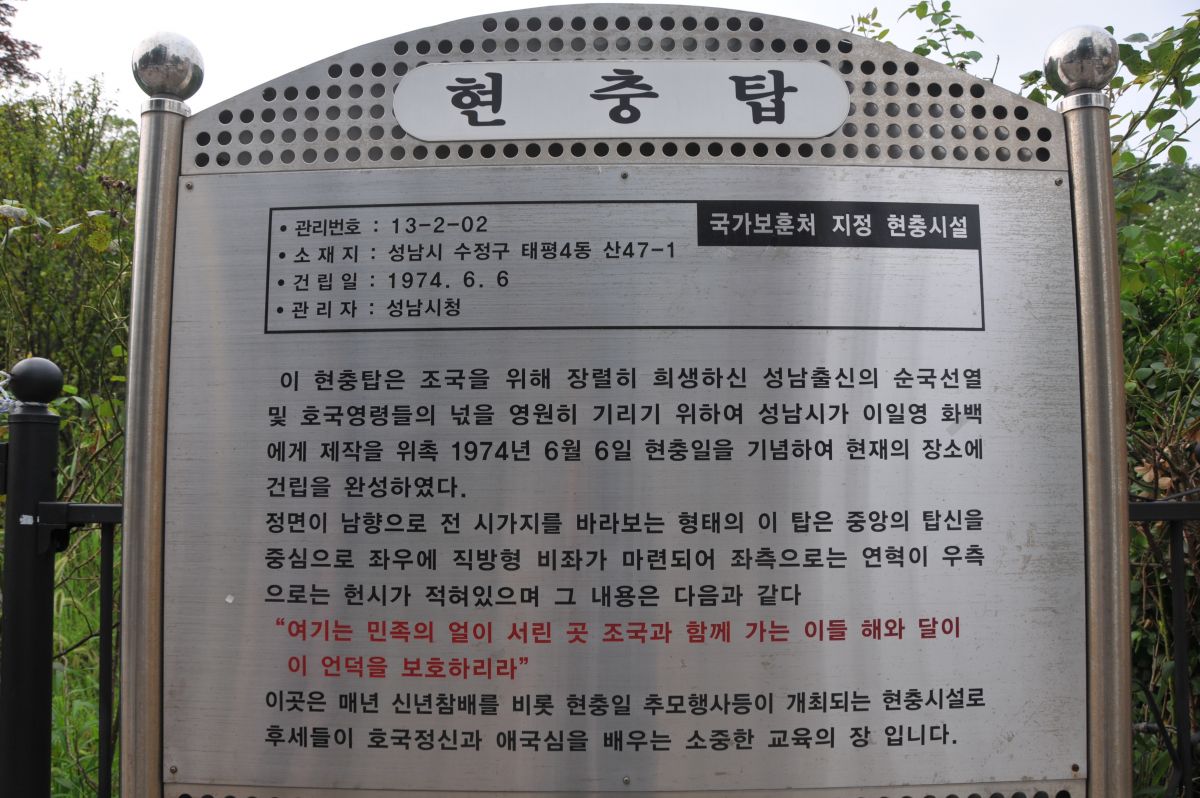 현충탑
국가보훈처 지정 현충시설
• 관리번호 : 13-2-02
• 소 재 지 : 성남시 수정구 태평4동 산47-1
• 건 립 일 : 1974. 6. 6
• 관 리 자 : 성남시청
이 현충탑은 조국을 위해 장렬히 희생하신 성남출신의 순국선열
및 호국영령들의 넋을 영원히 기리기 위하여 성남시가 이일영 화백
에게 제작을 위촉 1974년 6월 6일 현충일을 기념하여 현재의 장소에
건립을 완성하였다.
정면이 남향으로 전 시가지를 바라보는 형태의 이 탑은 중앙의 탑신을
중심으로 좌우에 직방형 비좌가 마련되어 좌측으로는 연혁이 우측
으로는 헌시가 적혀있으며 그 내용은 다음과 같다
“여기는 민족의 얼이 서린 곳 조국과 함께 가는 이들 해와 달이
이 언덕을 보호하리라”
이곳은 매년 신년참배를 비롯 현충일 추모행사등이 개최되는 현충시설로
후세들이 호국정신과 애국심을 배우는 소중한 교육의 장 입니다.